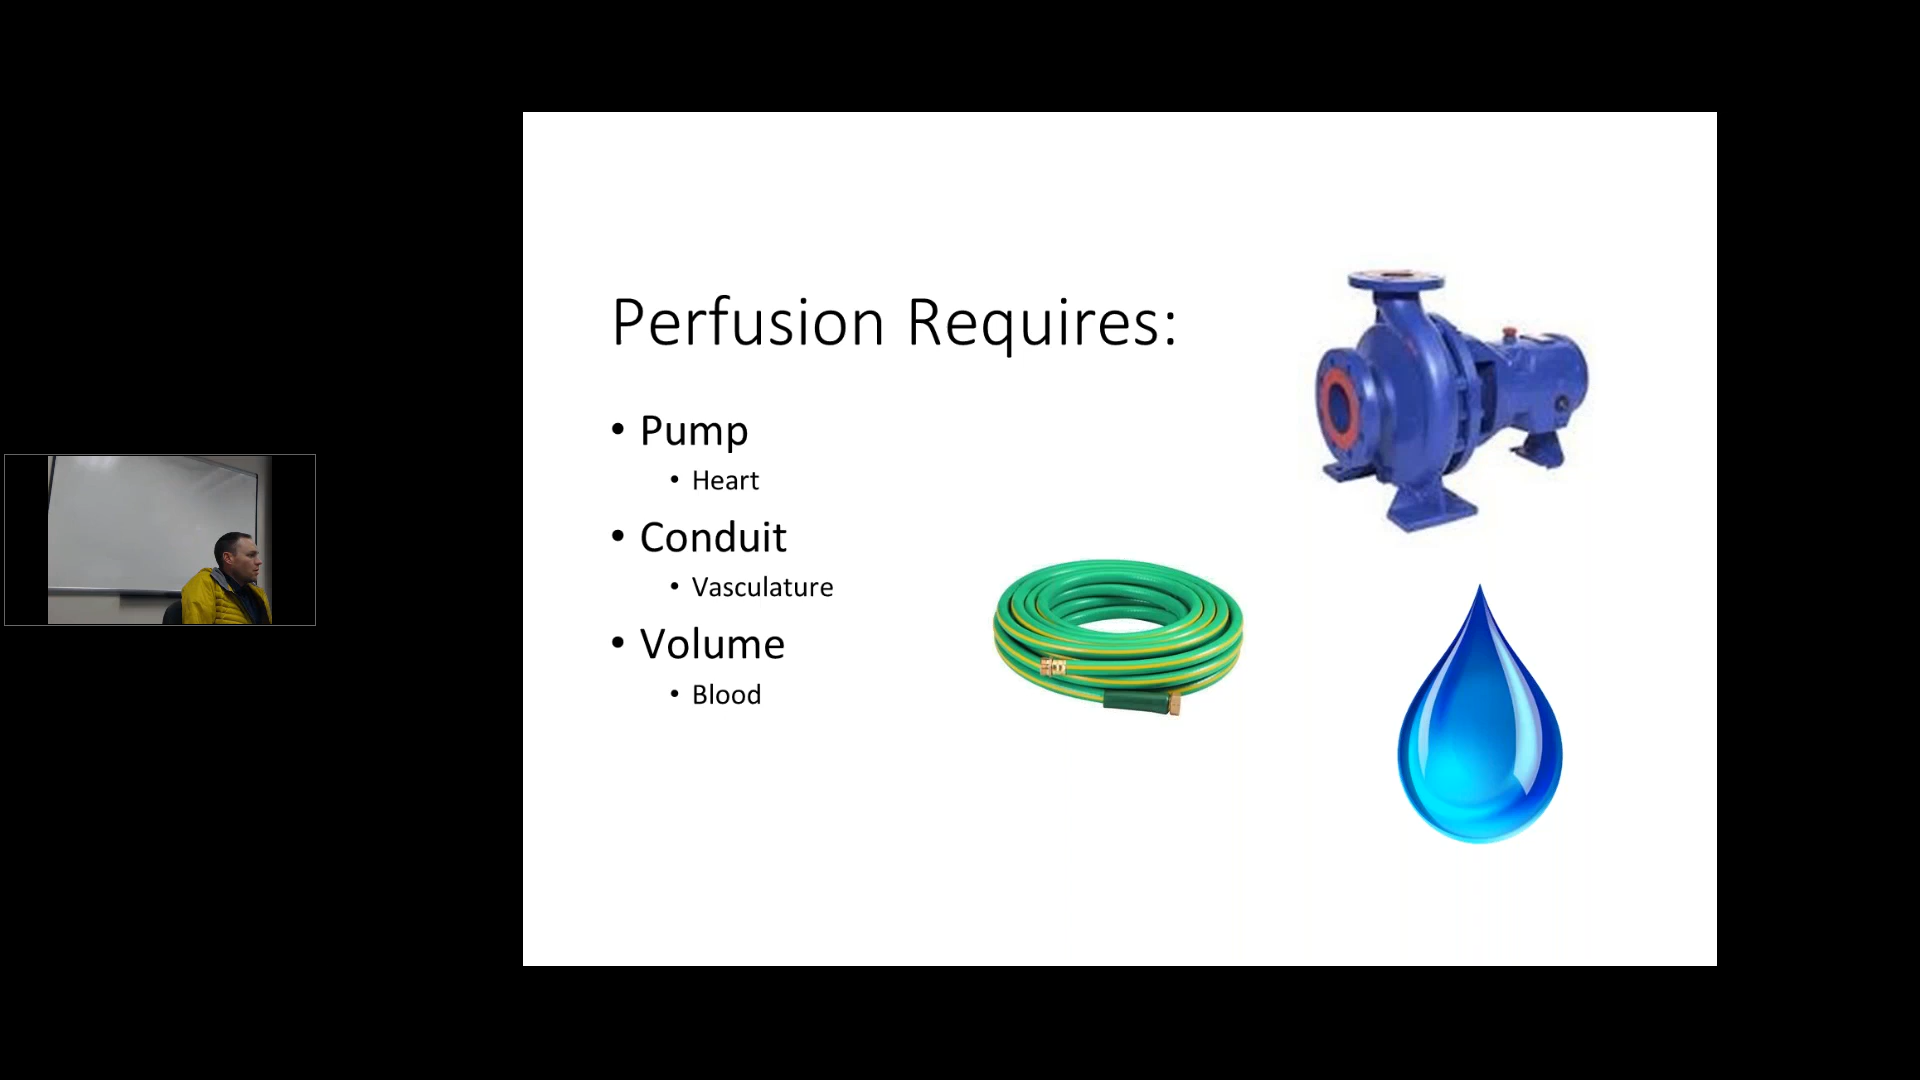 Perfusion Requires:
• Pump
• Heart
• Conduit
• Vasculature
• Volume
• Blood